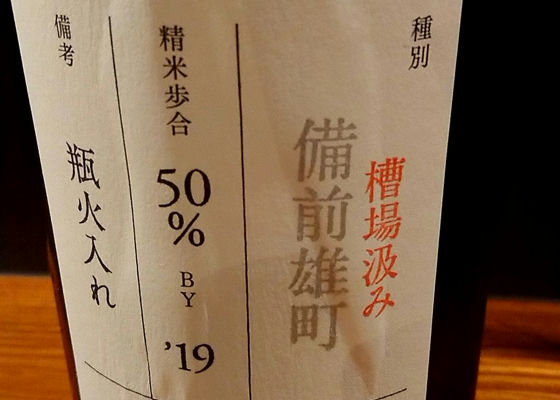 種別
槽場汲み
備前雄町
精米歩合
50
%
BY
’19
備考
瓶火入れ